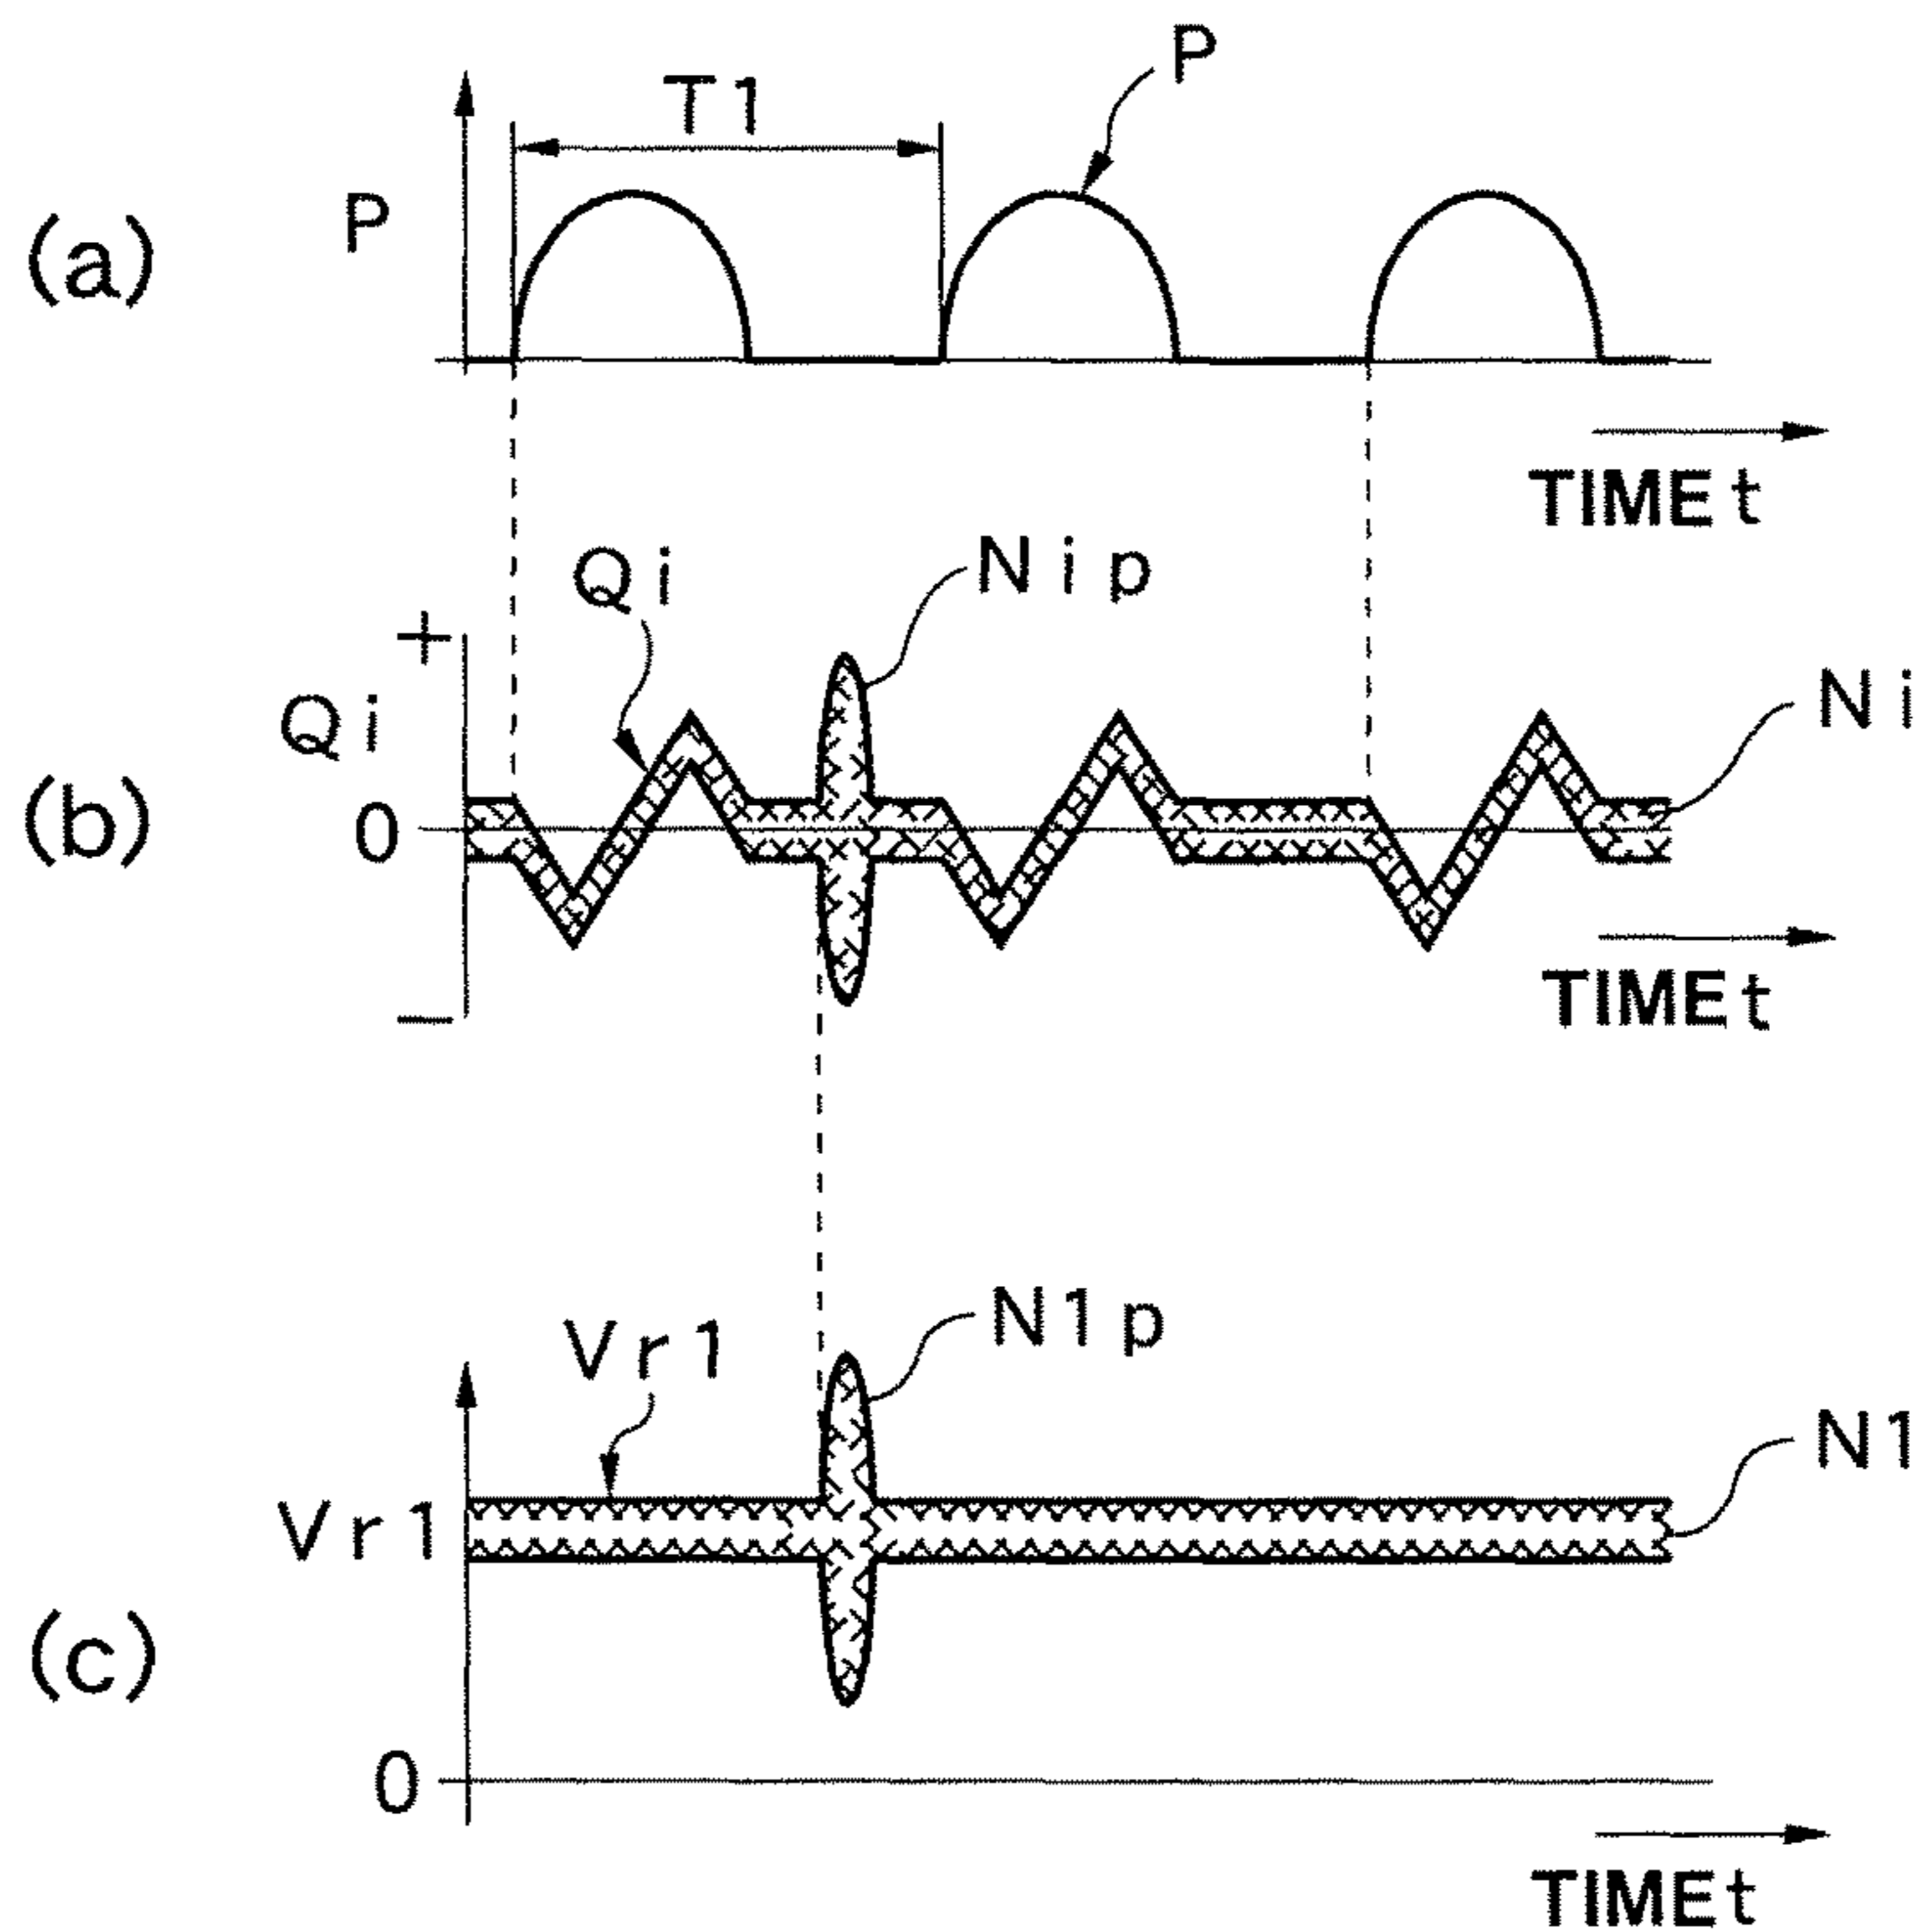 P
T1
P
(a)
TIMEt
Qi
Nip
+
Qi
Ni
(b)
0
−
TIMEt
Vr1
N1p
N1
Vr1
(c)
0
TIMEt